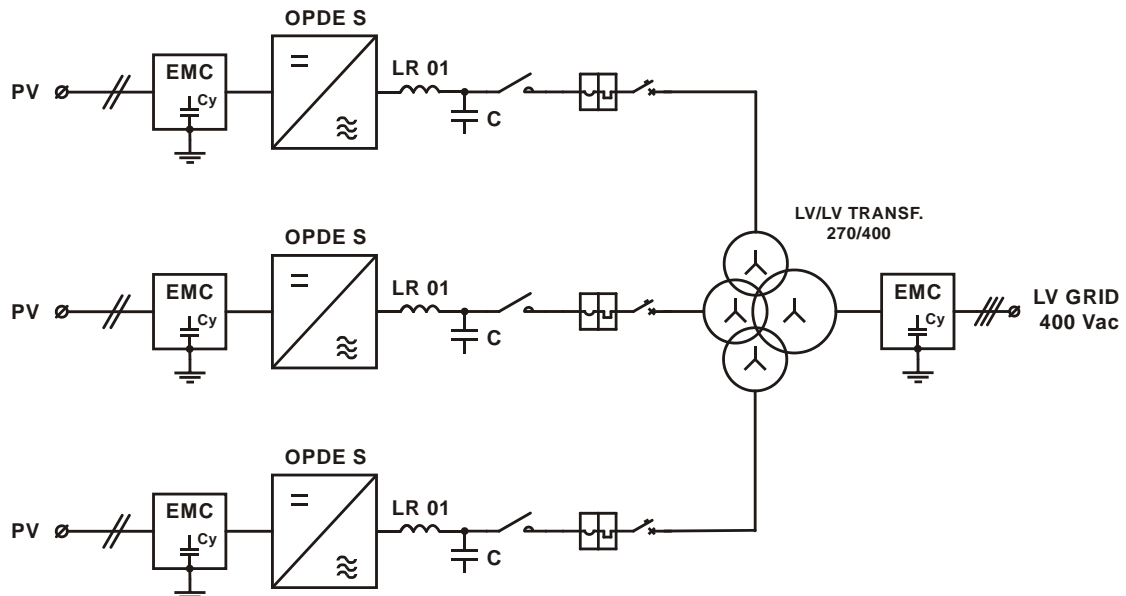 OPDE S
PV
EMC
Cy
LR 01
C
LV/LV TRANSF.
270/400
OPDE S
PV
EMC
Cy
LR 01
C
EMC
Cy
LV GRID
400 Vac
OPDE S
PV
EMC
Cy
LR 01
C